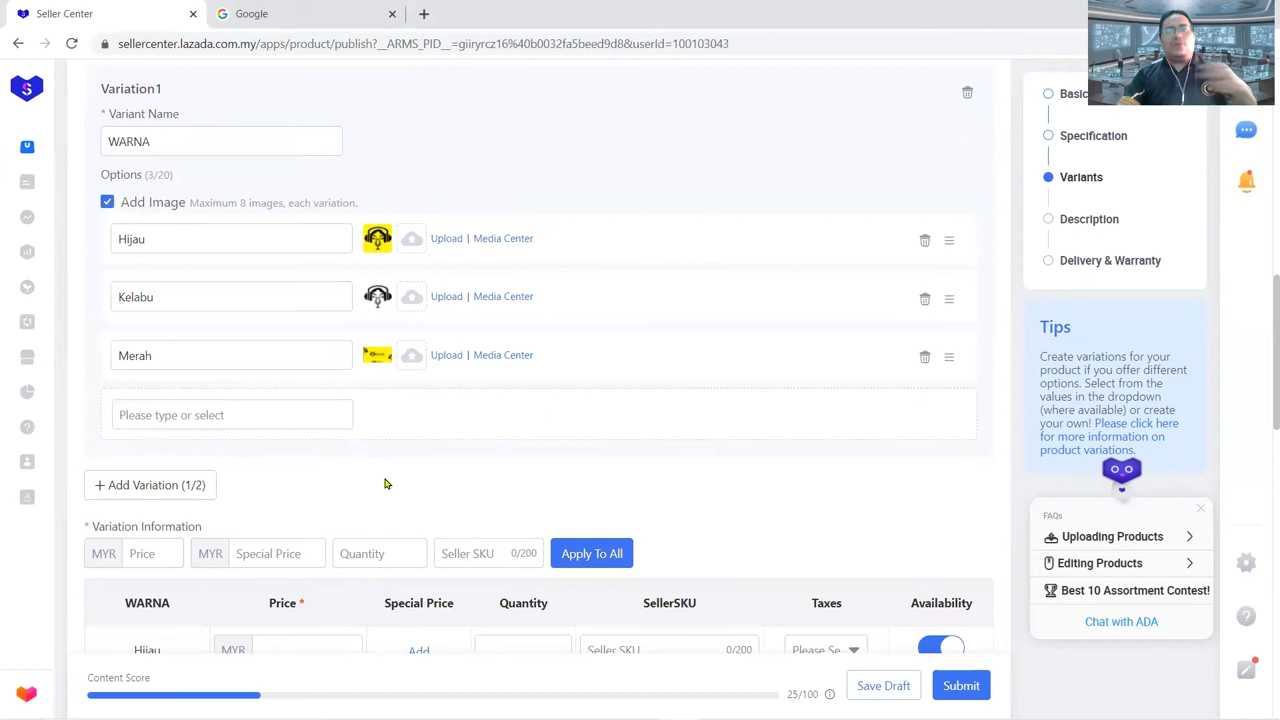 Seller Center
Google
sellercenter.lazada.com.my/apps/product/publish?__ARMS_PID__=giiryrcz16%40b0032fa5beed9d8&userId=100103043
Variation1
* Variant Name
WARNA
Options (3/20)
Add Image Maximum 8 images, each variation.
Hijau
Upload | Media Center
Kelabu
Upload | Media Center
Merah
Upload | Media Center
Please type or select
+ Add Variation (1/2)
* Variation Information
MYR Price MYR Special Price Quantity Seller SKU 0/200 Apply To All
WARNA Price * Special Price Quantity SellerSKU Taxes Availability
Hijau MYR Add Seller SKU 0/200 Please Se
Content Score
25/100
Save Draft
Submit
Basic
Specification
Variants
Description
Delivery & Warranty
Tips
Create variations for your
product if you offer different
options. Select from the
values in the dropdown
(where available) or create
your own! Please click here
for more information on
product variations.
FAQs
Uploading Products
Editing Products
Best 10 Assortment Contest!
Chat with ADA